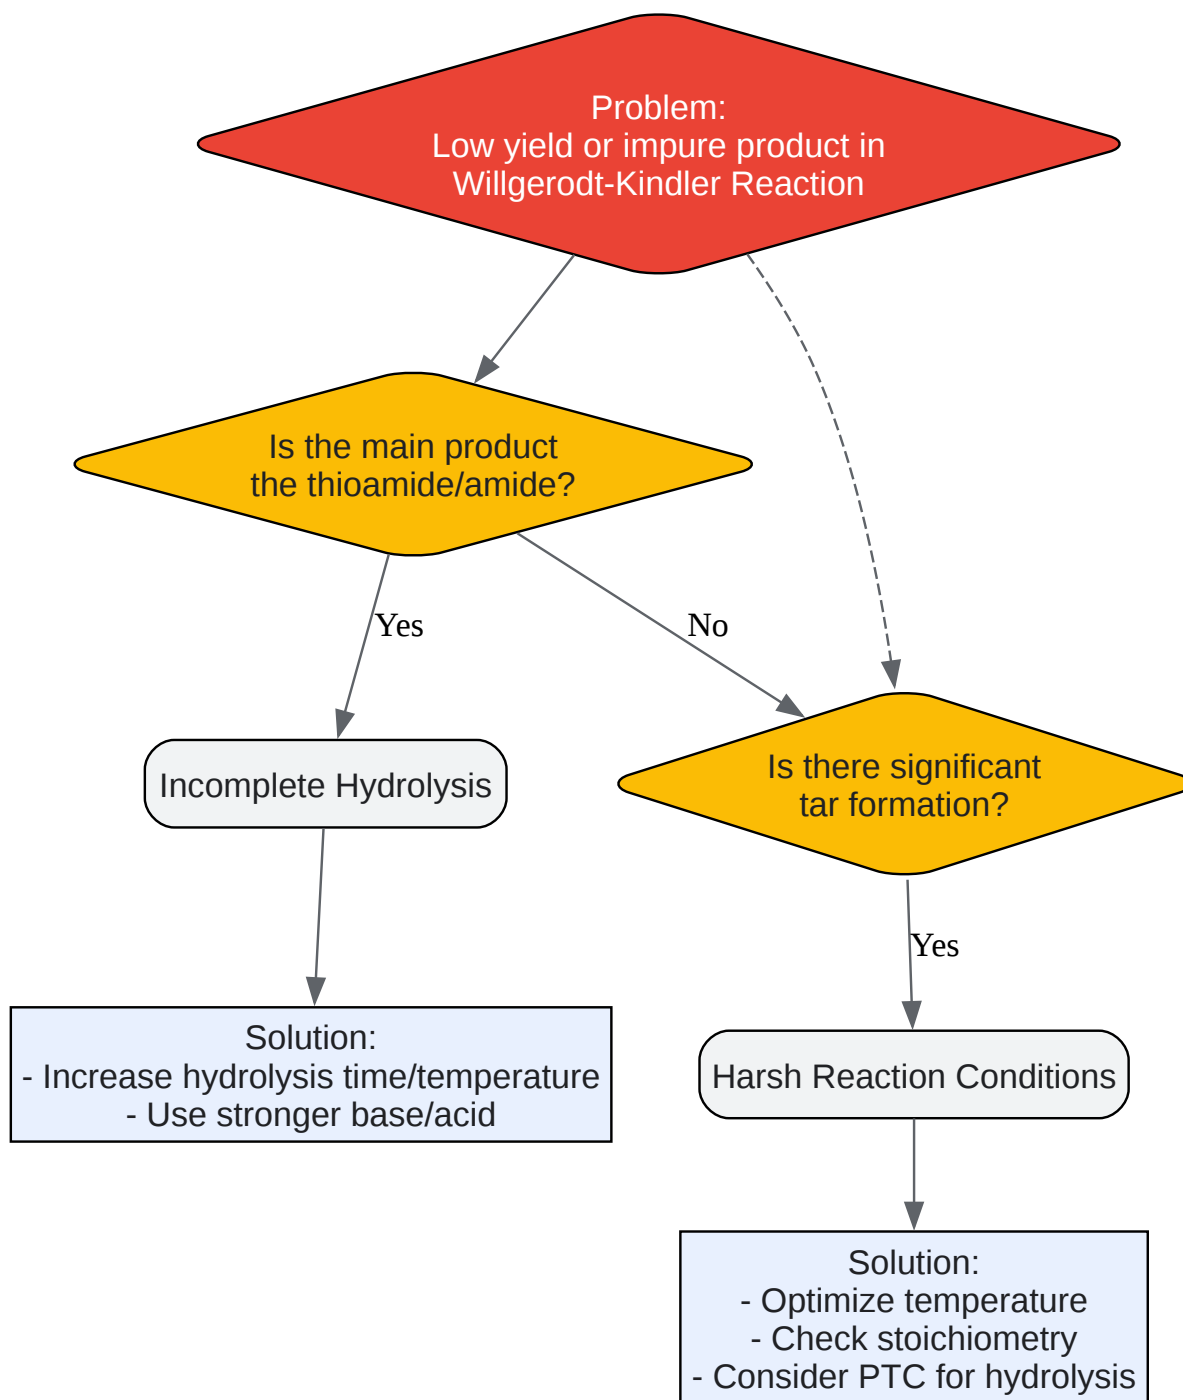 Problem:
Low yield or impure product in
Willgerodt-Kindler Reaction
Is the main product
the thioamide/amide?
Yes
No
Incomplete Hydrolysis
Is there significant
tar formation?
Yes
Solution:
- Increase hydrolysis time/temperature
- Use stronger base/acid
Harsh Reaction Conditions
Solution:
- Optimize temperature
- Check stoichiometry
- Consider PTC for hydrolysis